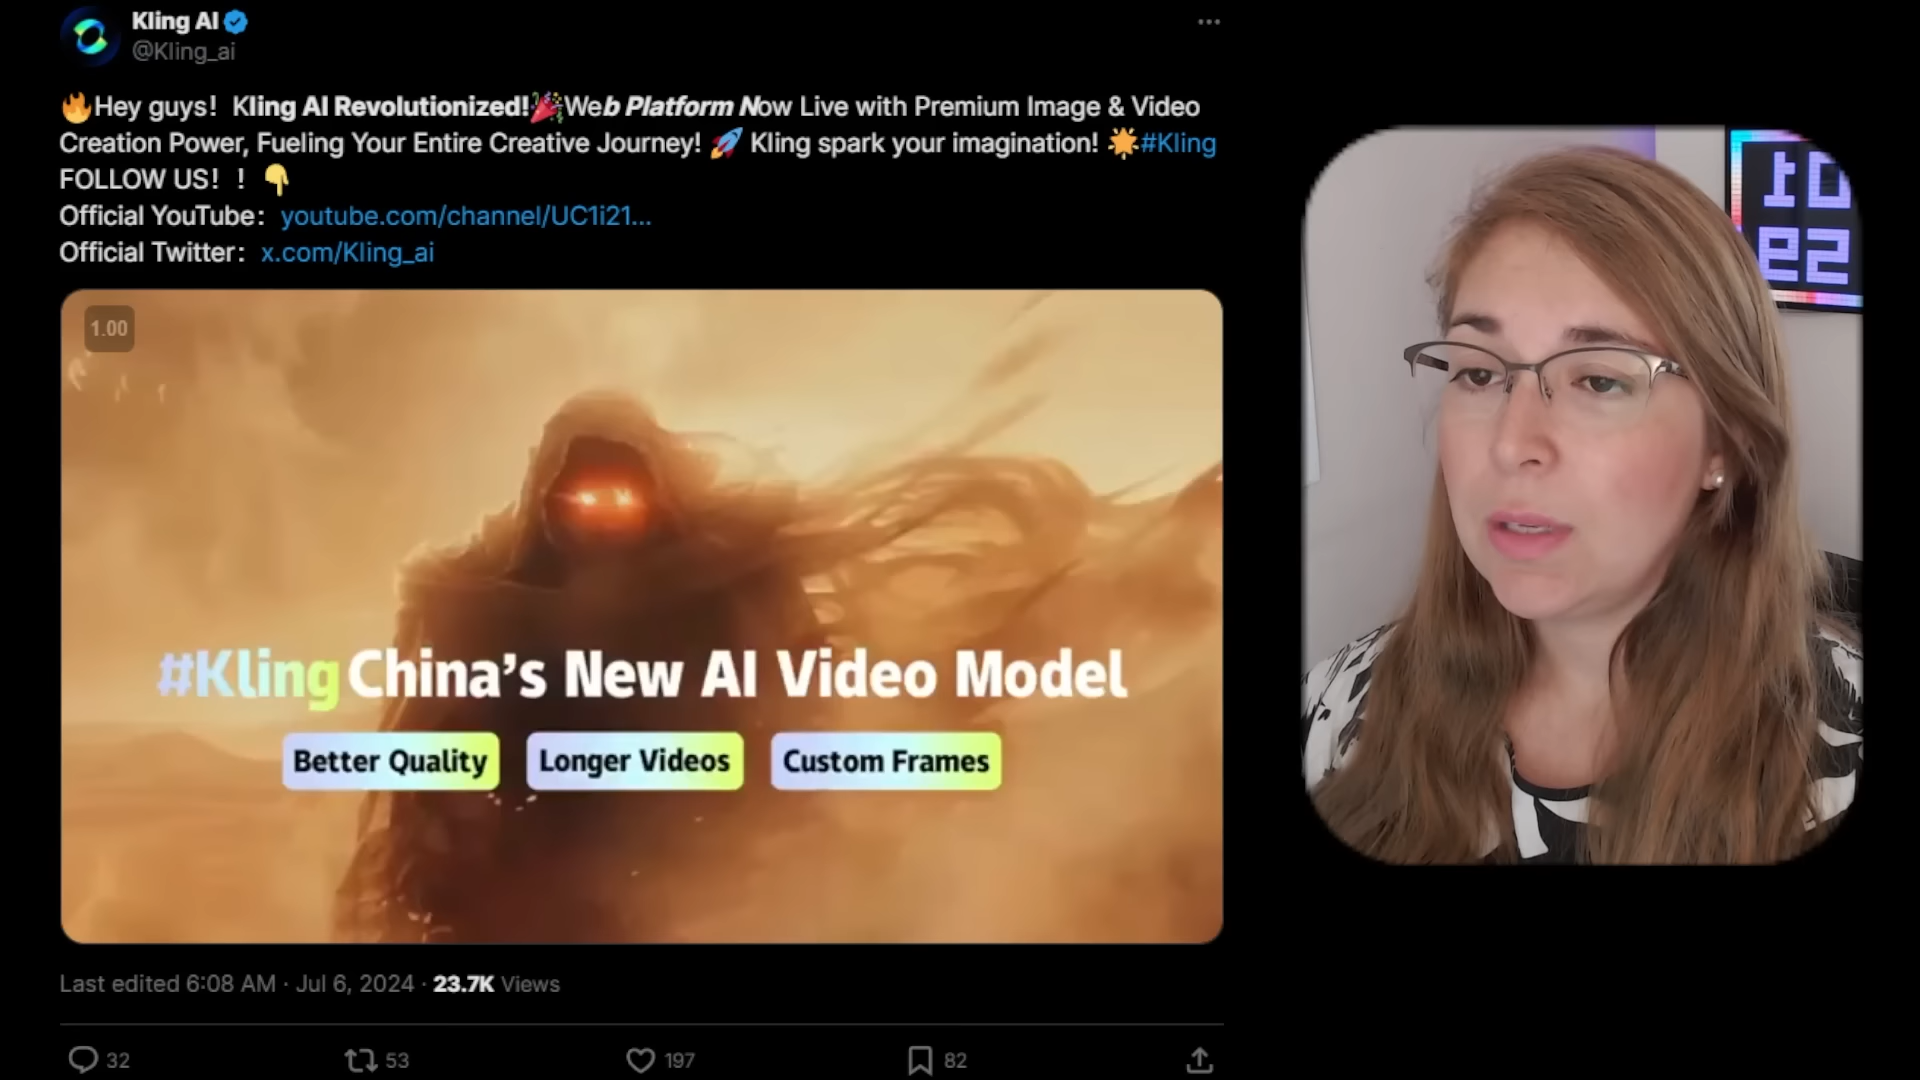 Kling AI
@Kling_ai
🔥Hey guys！ Kling AI Revolutionized!🎉Web Platform Now Live with Premium Image & Video
Creation Power, Fueling Your Entire Creative Journey! 🚀 Kling spark your imagination! 🌟#Kling
FOLLOW US！！ 👇
Official YouTube： youtube.com/channel/UC1i21...
Official Twitter： x.com/Kling_ai
1.00
#Kling China’s New AI Video Model
Better Quality Longer Videos Custom Frames
Last edited 6:08 AM · Jul 6, 2024 · 23.7K Views
32 53 197 82